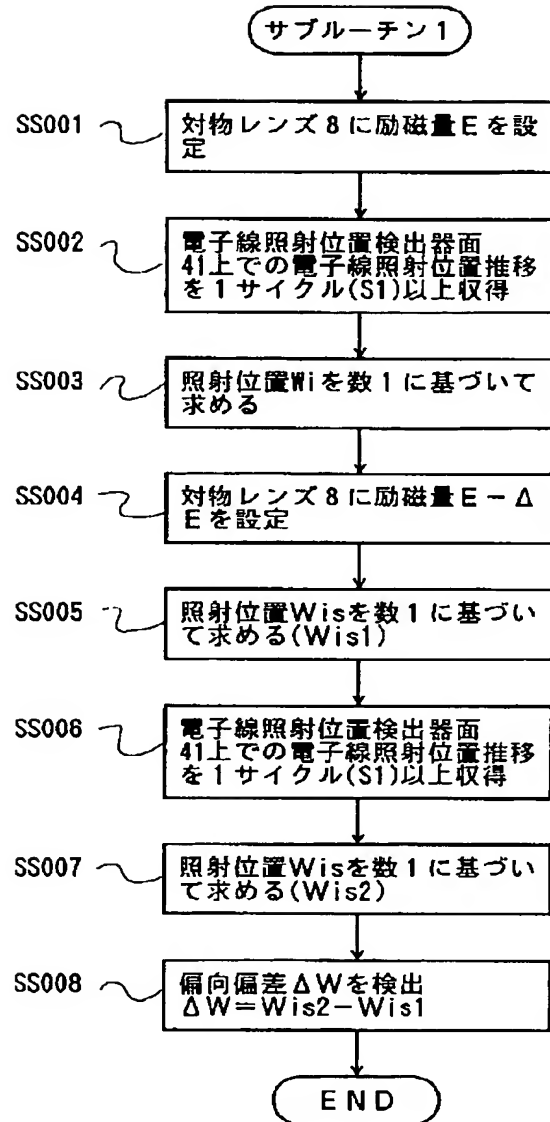 サブルーチン1
SS001
対物レンズ8に励磁量Eを設
定
SS002
電子線照射位置検出器面
41上での電子線照射位置推移
を1サイクル(S1)以上収得
SS003
照射位置Wiを数1に基づいて
求める
SS004
対物レンズ8に励磁量E-Δ
Eを設定
SS005
照射位置Wisを数1に基づい
て求める(Wis1)
SS006
電子線照射位置検出器面
41上での電子線照射位置推移
を1サイクル(S1)以上収得
SS007
照射位置Wisを数1に基づい
て求める(Wis2)
SS008
偏向偏差ΔWを検出
ΔW=Wis2-Wis1
END